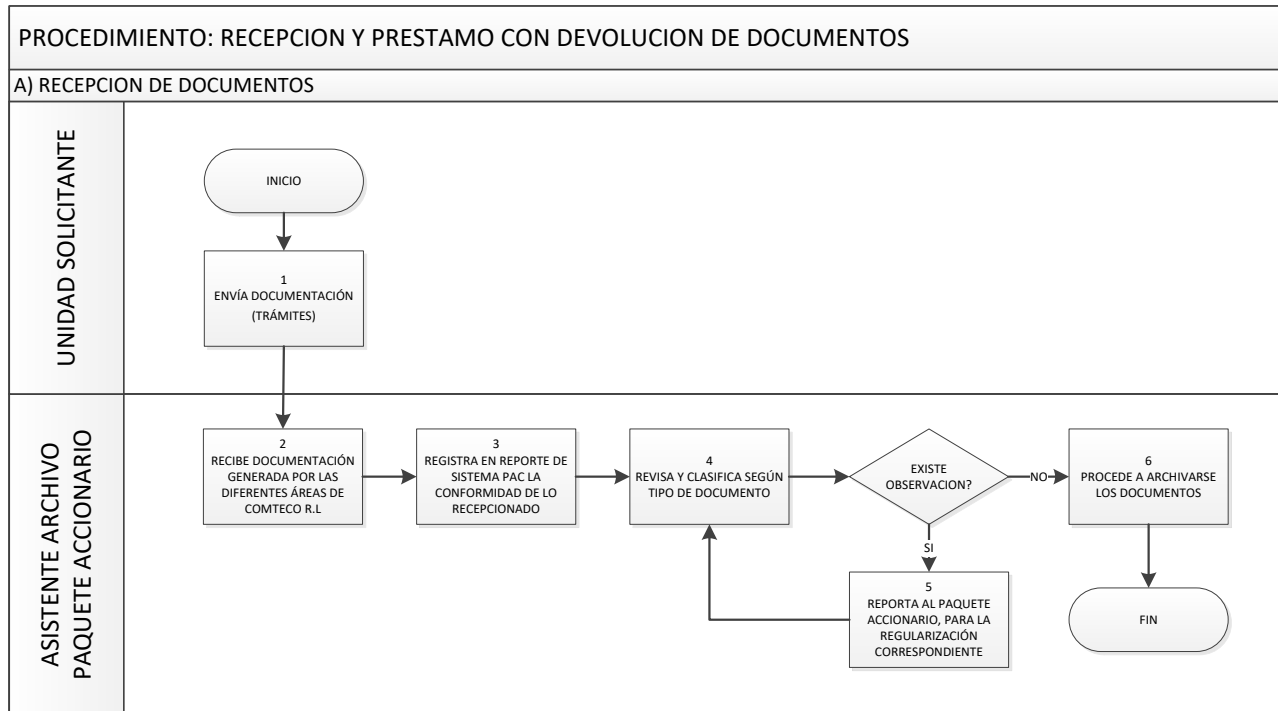 PROCEDIMIENTO: RECEPCION Y PRESTAMO CON DEVOLUCION DE DOCUMENTOS
A) RECEPCION DE DOCUMENTOS
UNIDAD SOLICITANTE
INICIO
1
ENVÍA DOCUMENTACIÓN
(TRÁMITES)
ASISTENTE ARCHIVO
PAQUETE ACCIONARIO
2
RECIBE DOCUMENTACIÓN
GENERADA POR LAS
DIFERENTES ÁREAS DE
COMTECO R.L
3
REGISTRA EN REPORTE DE
SISTEMA PAC LA
CONFORMIDAD DE LO
RECEPCIONADO
4
REVISA Y CLASIFICA SEGÚN
TIPO DE DOCUMENTO
EXISTE
OBSERVACION?
NO
6
PROCEDE A ARCHIVARSE
LOS DOCUMENTOS
SI
5
REPORTA AL PAQUETE
ACCIONARIO, PARA LA
REGULARIZACIÓN
CORRESPONDIENTE
FIN